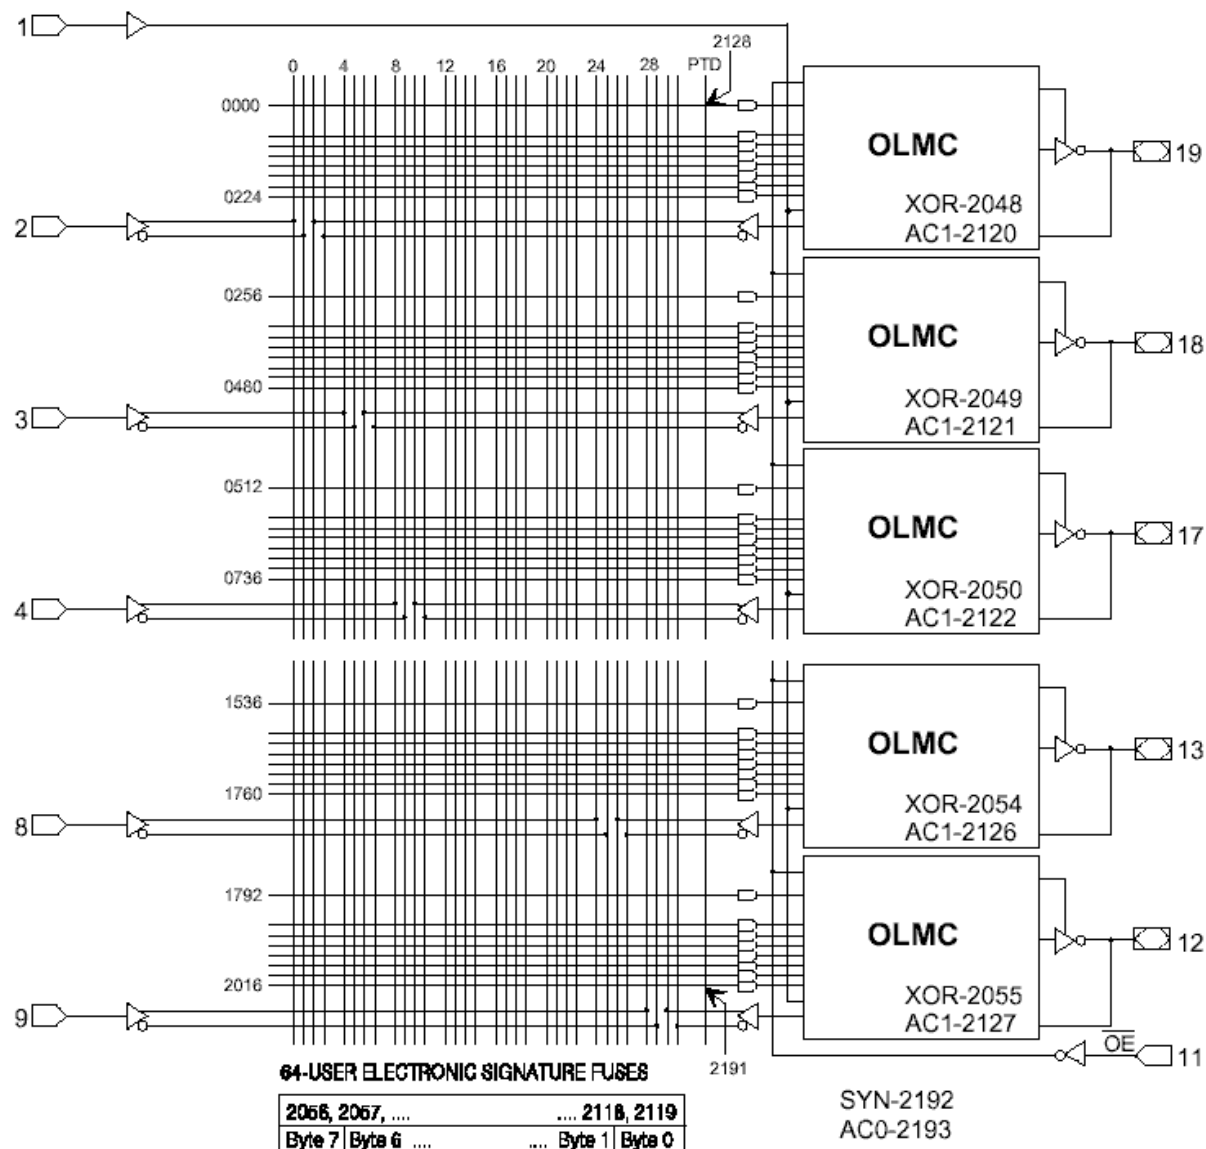 1
2128
0 4 8 12 16 20 24 28 PTD
0000
OLMC
19
0224
XOR-2048
2
AC1-2120
0256
OLMC
18
0480
XOR-2049
3
AC1-2121
0512
OLMC
17
0736
XOR-2050
4
AC1-2122
1536
OLMC
13
1760
XOR-2054
8
AC1-2126
1792
OLMC
12
2016
XOR-2055
9
AC1-2127
OE
11
2191
64-USER ELECTRONIC SIGNATURE FUSES
2056, 2057, .... .... 2118, 2119
Byte 7 Byte 6 .... .... Byte 1 Byte 0
SYN-2192
AC0-2193